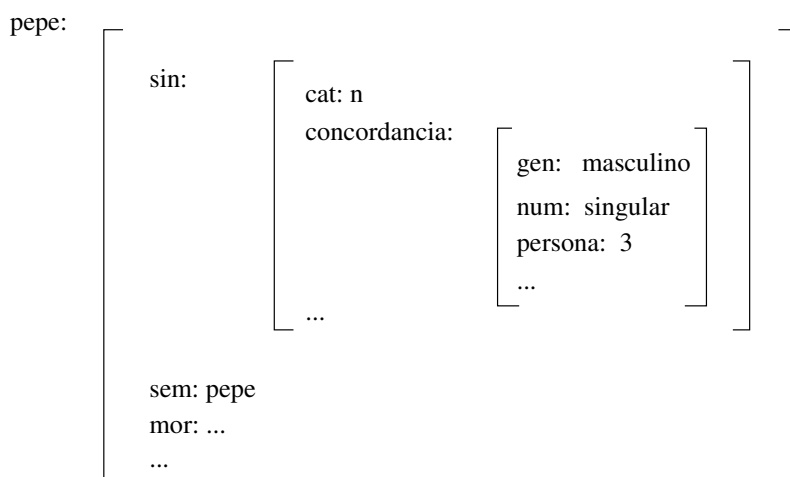 pepe:
sin:
cat: n
concordancia:
gen: masculino
num: singular
persona: 3
...
...
sem: pepe
mor: ...
...